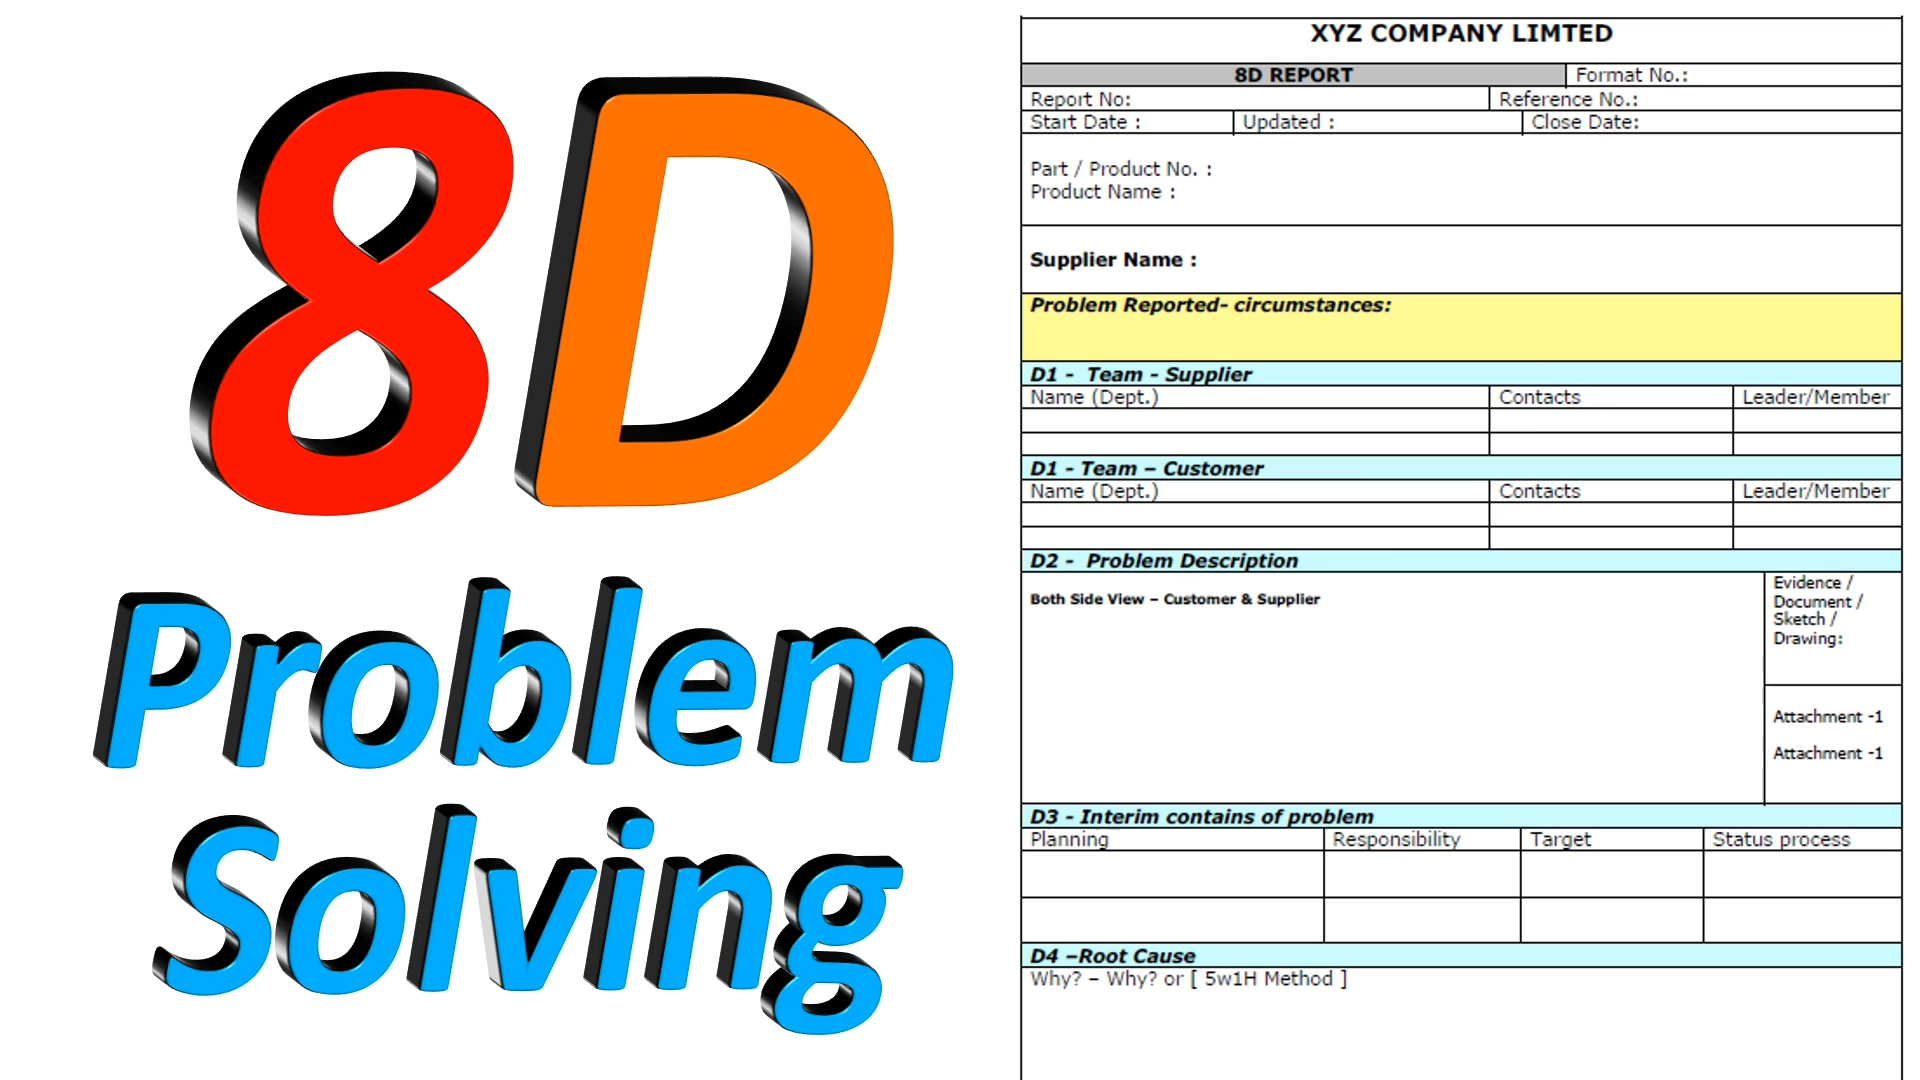 8D
Problem
Solving
XYZ COMPANY LIMTED
8D REPORT Format No.:
Report No: Reference No.:
Start Date : Updated : Close Date:
Part / Product No. :
Product Name :
Supplier Name :
Problem Reported- circumstances:
D1 - Team - Supplier
Name (Dept.) Contacts Leader/Member
D1 - Team – Customer
Name (Dept.) Contacts Leader/Member
D2 - Problem Description
Both Side View – Customer & Supplier
Evidence /
Document /
Sketch /
Drawing:
Attachment -1
Attachment -1
D3 - Interim contains of problem
Planning Responsibility Target Status process
D4 –Root Cause
Why? – Why? or [ 5w1H Method ]